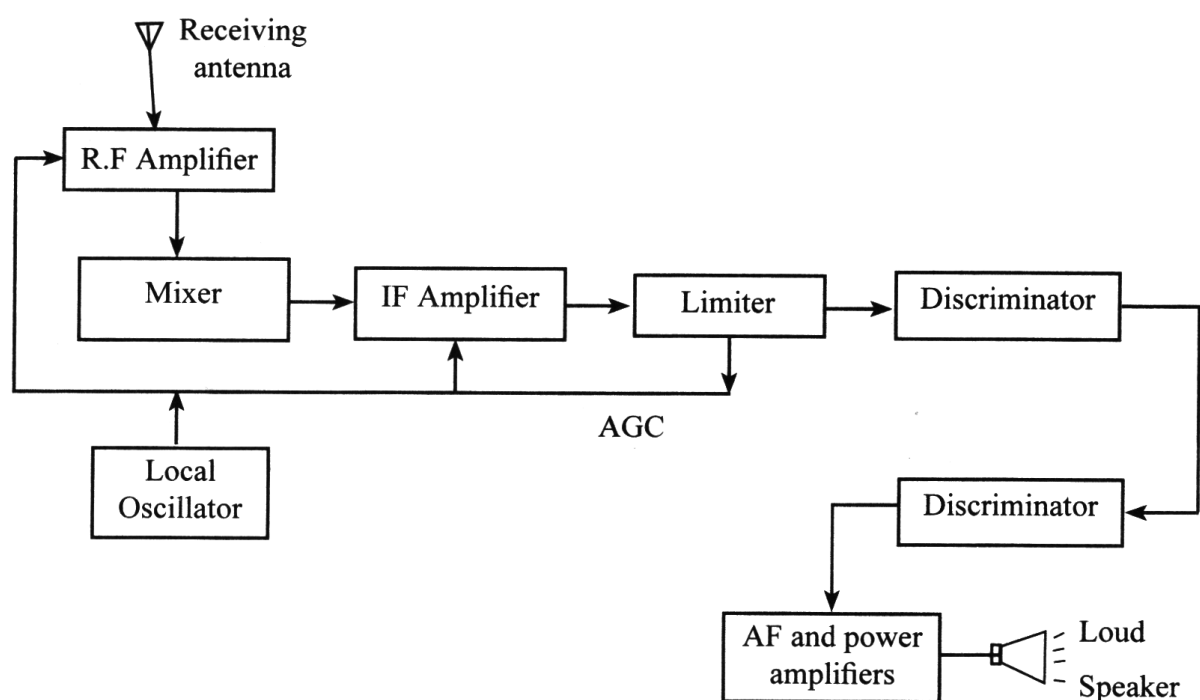 Receiving
antenna
R.F Amplifier
Mixer
IF Amplifier
Limiter
Discriminator
AGC
Local
Oscillator
Discriminator
AF and power
amplifiers
Loud
Speaker